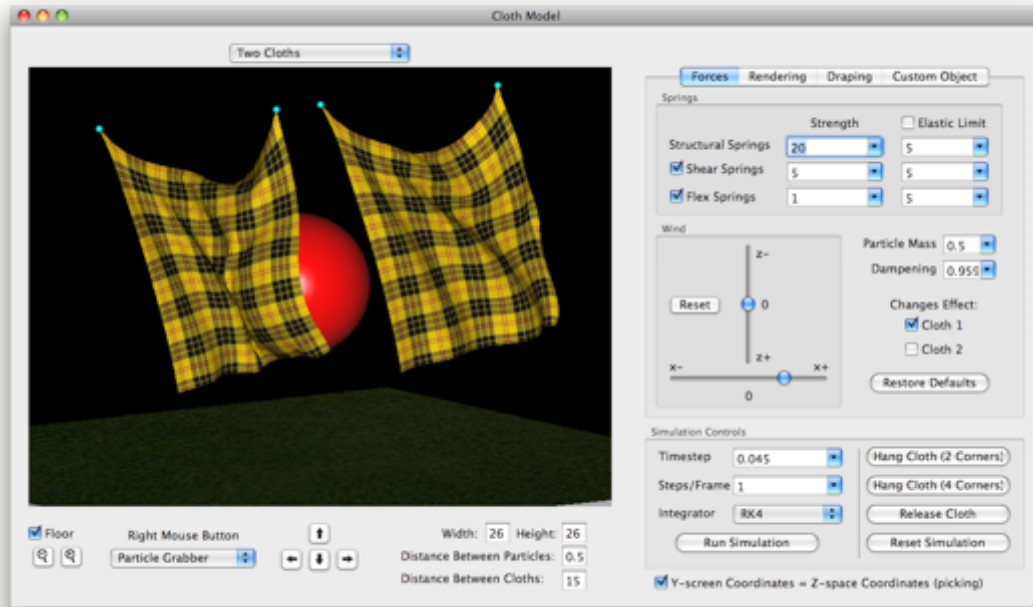 Cloth Model
Two Cloths
Forces Rendering Draping Custom Object
Springs
Strength Elastic Limit
Structural Springs 20 5
Shear Springs 5 5
Flex Springs 1 5
Wind
z-
Particle Mass 0.5
Dampening 0.959
Reset 0
Changes Effect:
Cloth 1
Cloth 2
z+
x- x+
Restore Defaults
0
Simulation Controls
Timestep 0.045
Hang Cloth (2 Corners)
Steps/Frame 1
Hang Cloth (4 Corners)
Integrator RK4
Release Cloth
Run Simulation
Reset Simulation
Floor
Right Mouse Button
Particle Grabber
Width: 26 Height: 26
Distance Between Particles: 0.5
Distance Between Cloths: 15
Y-screen Coordinates = Z-space Coordinates (picking)